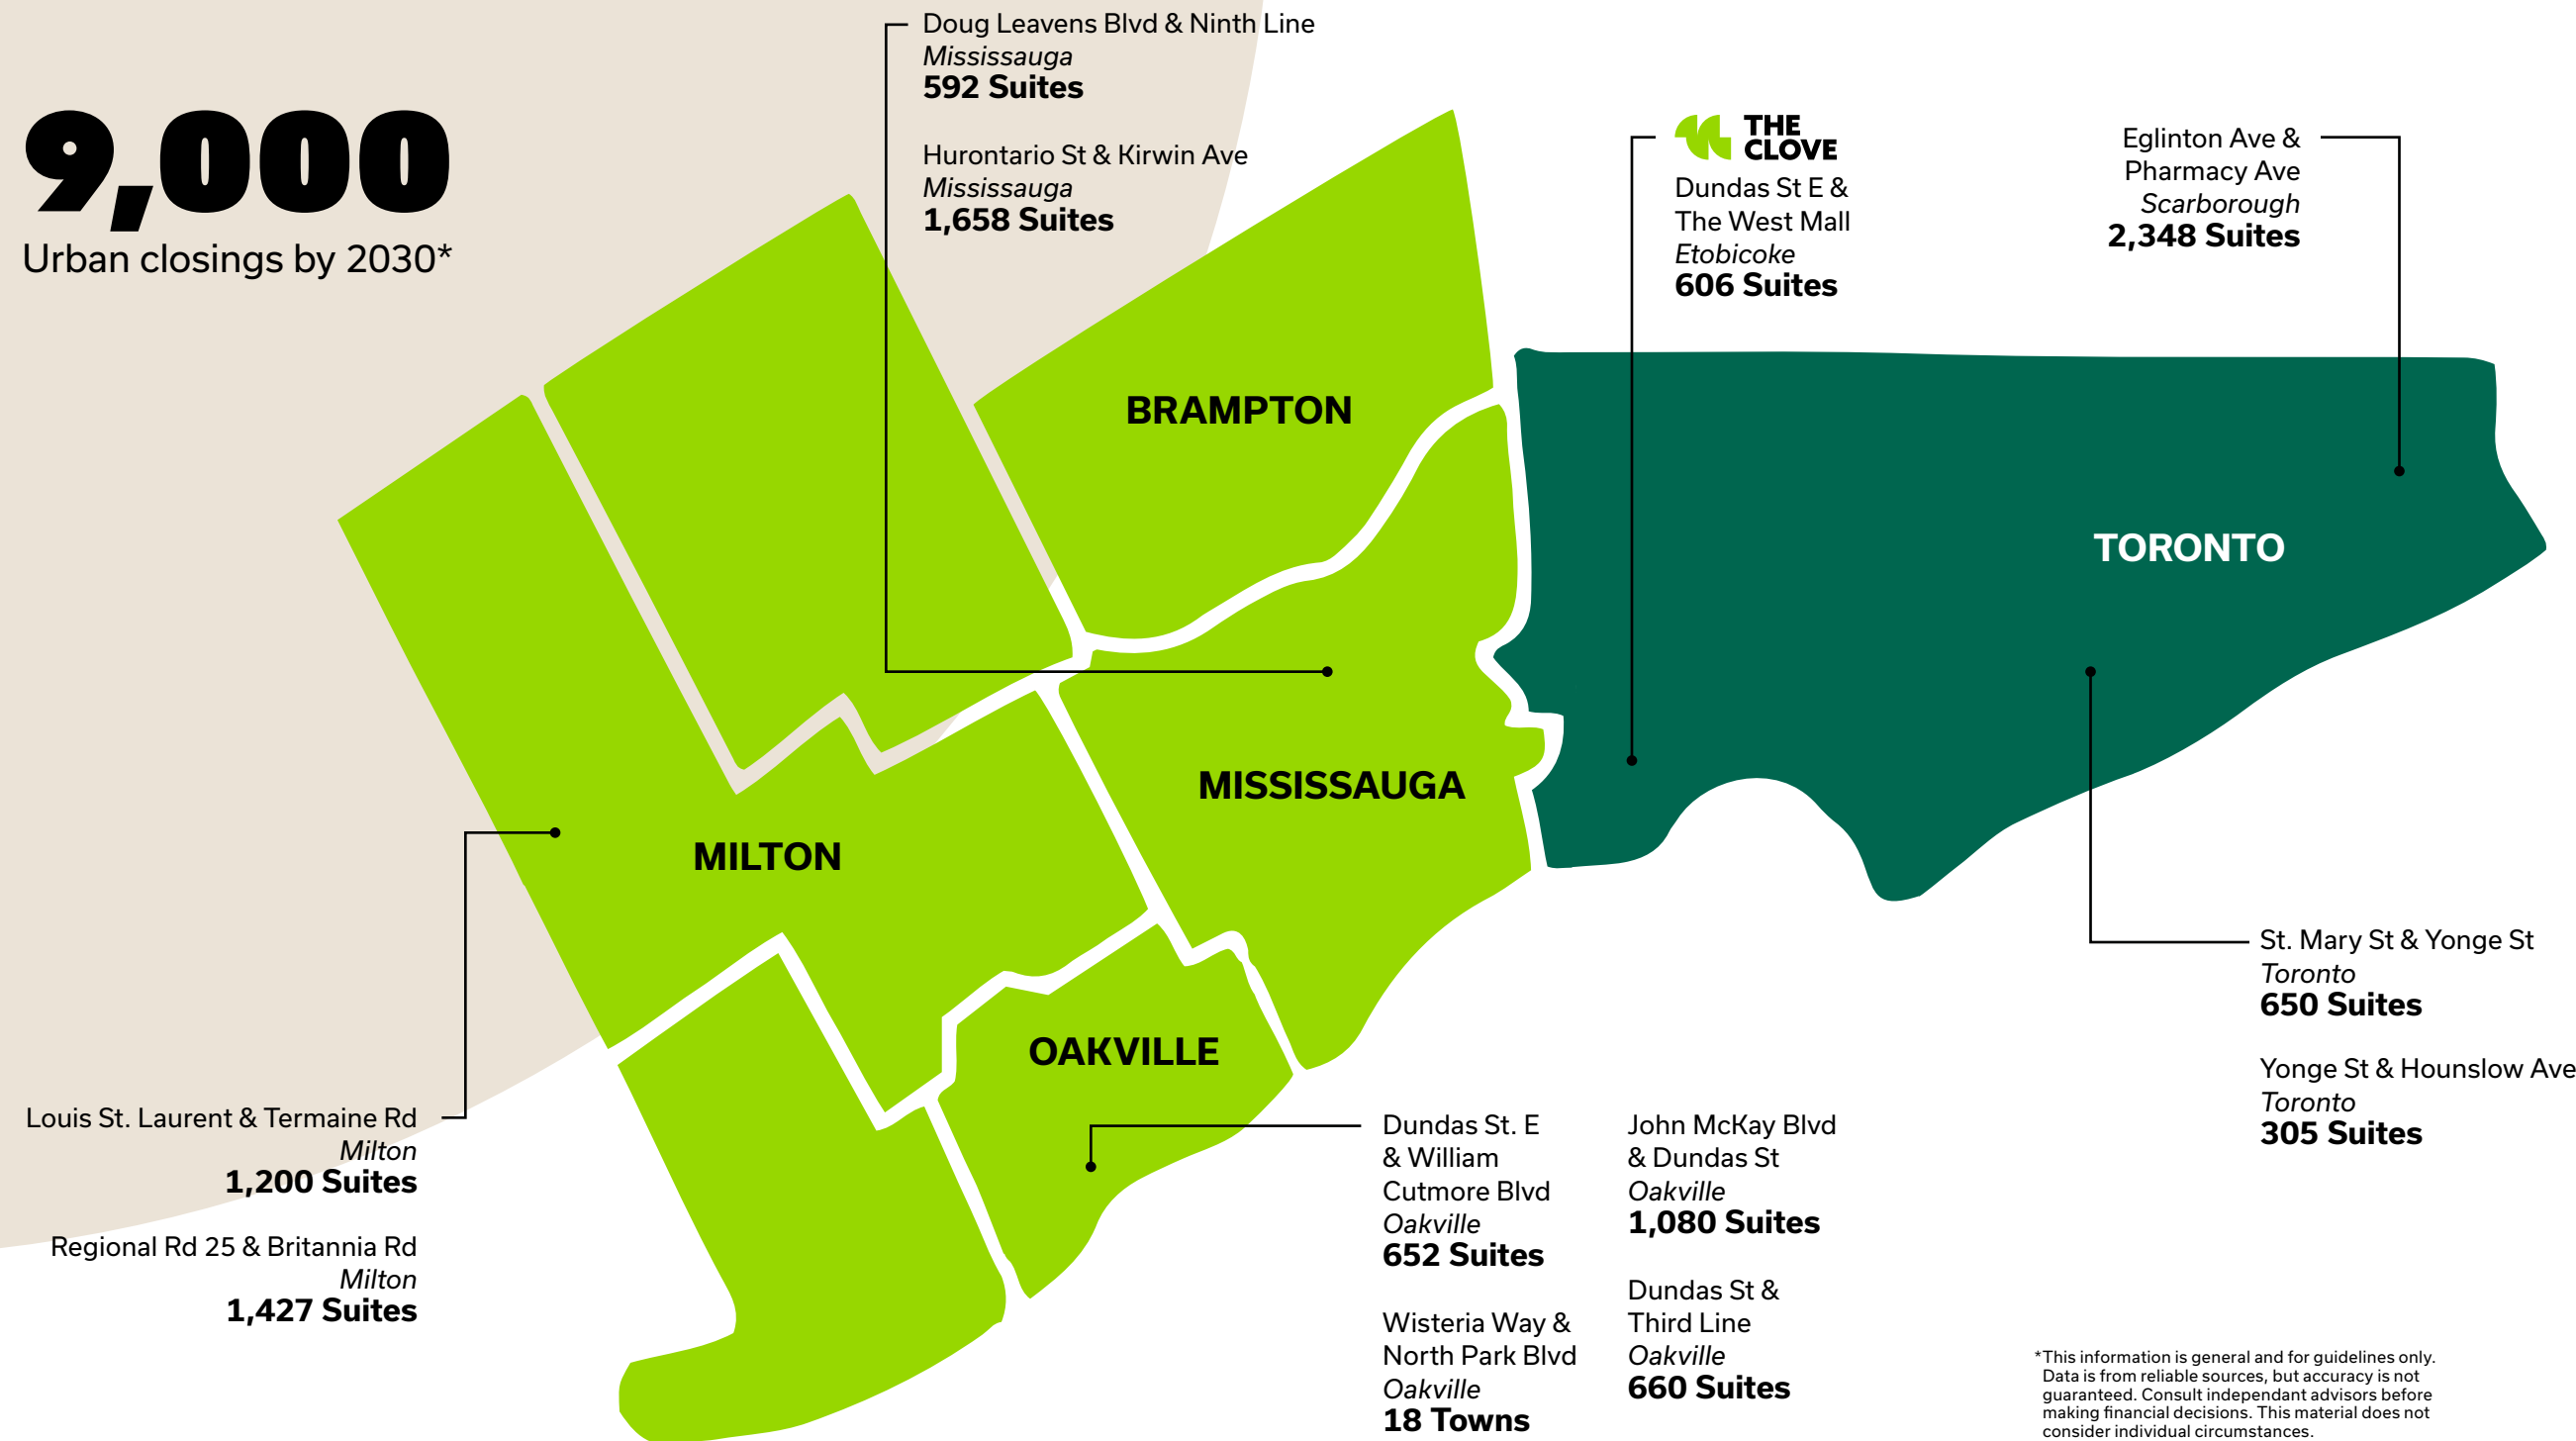 9,000
Urban closings by 2030*
Doug Leavens Blvd & Ninth Line
Mississauga
592 Suites
Hurontario St & Kirwin Ave
Mississauga
1,658 Suites
THE
CLOVE
Dundas St E &
The West Mall
Etobicoke
606 Suites
Eglinton Ave &
Pharmacy Ave
Scarborough
2,348 Suites
BRAMPTON
TORONTO
MISSISSAUGA
MILTON
OAKVILLE
St. Mary St & Yonge St
Toronto
650 Suites
Yonge St & Hounslow Ave
Toronto
305 Suites
Louis St. Laurent & Termaine Rd
Milton
1,200 Suites
Regional Rd 25 & Britannia Rd
Milton
1,427 Suites
Dundas St. E
& William
Cutmore Blvd
Oakville
652 Suites
Wisteria Way &
North Park Blvd
Oakville
18 Towns
John McKay Blvd
& Dundas St
Oakville
1,080 Suites
Dundas St &
Third Line
Oakville
660 Suites
*This information is general and for guidelines only.
Data is from reliable sources, but accuracy is not
guaranteed. Consult independant advisors before
making financial decisions. This material does not
consider individual circumstances.